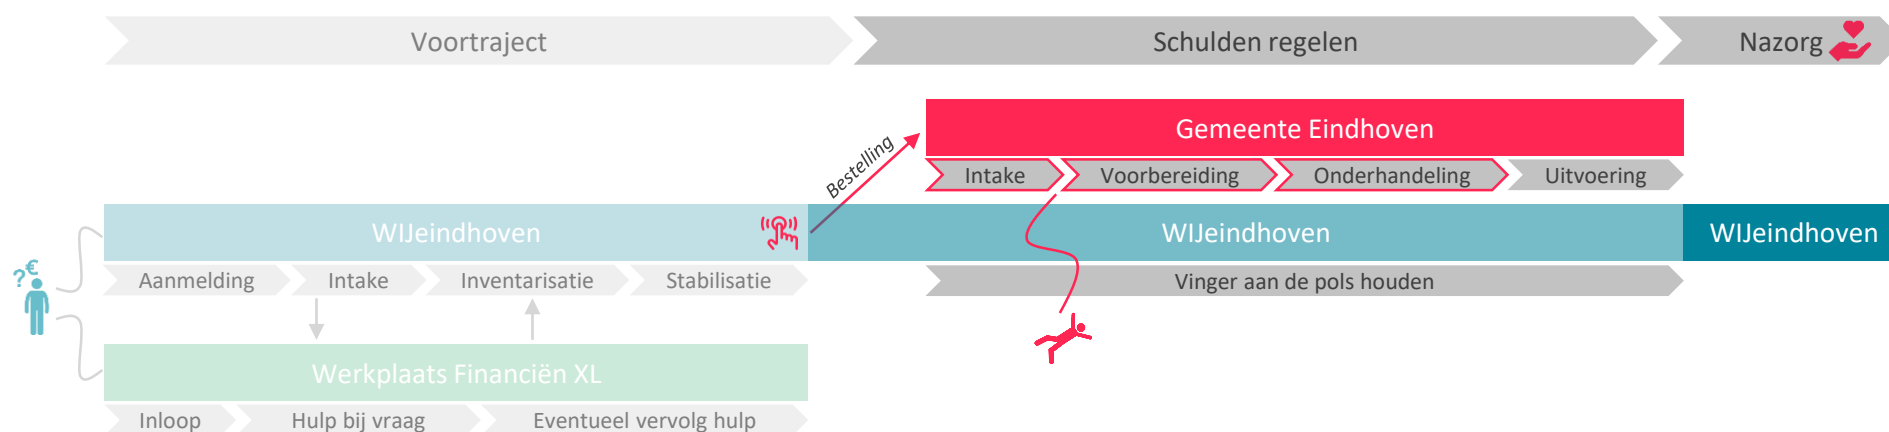 Voortraject
Schulden regelen
Nazorg
Gemeente Eindhoven
Bestelling
Intake
Voorbereiding
Onderhandeling
Uitvoering
WIJeindhoven
WIJeindhoven
WIJeindhoven
?€
Aanmelding
Intake
Inventarisatie
Stabilisatie
Vinger aan de pols houden
Werkplaats Financiën XL
Inloop
Hulp bij vraag
Eventueel vervolg hulp